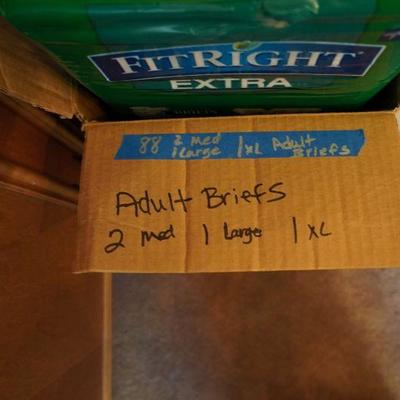 FITRIGHT
EXTRA
88 2 Med 1 XL Adult
1 Large Briefs
Adult Briefs
2 Med 1 Large 1 XL